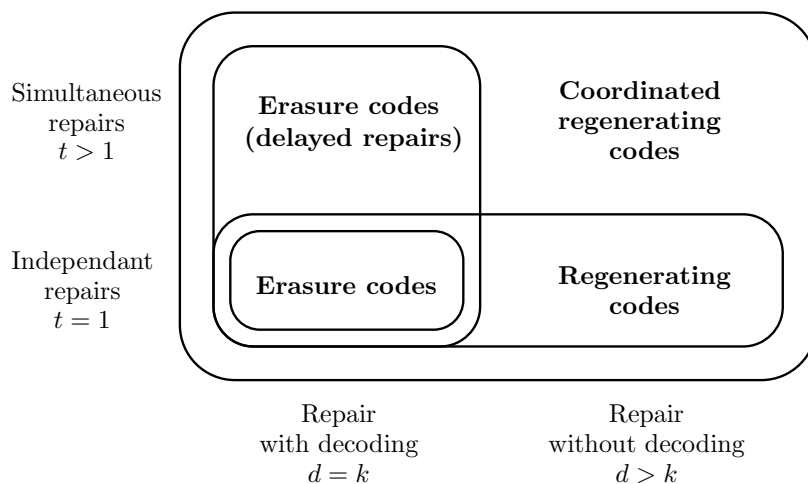 Simultaneous
repairs
t > 1
Erasure codes
(delayed repairs)
Coordinated
regenerating
codes
Independant
repairs
t = 1
Erasure codes
Regenerating
codes
Repair
with decoding
d = k
Repair
without decoding
d > k